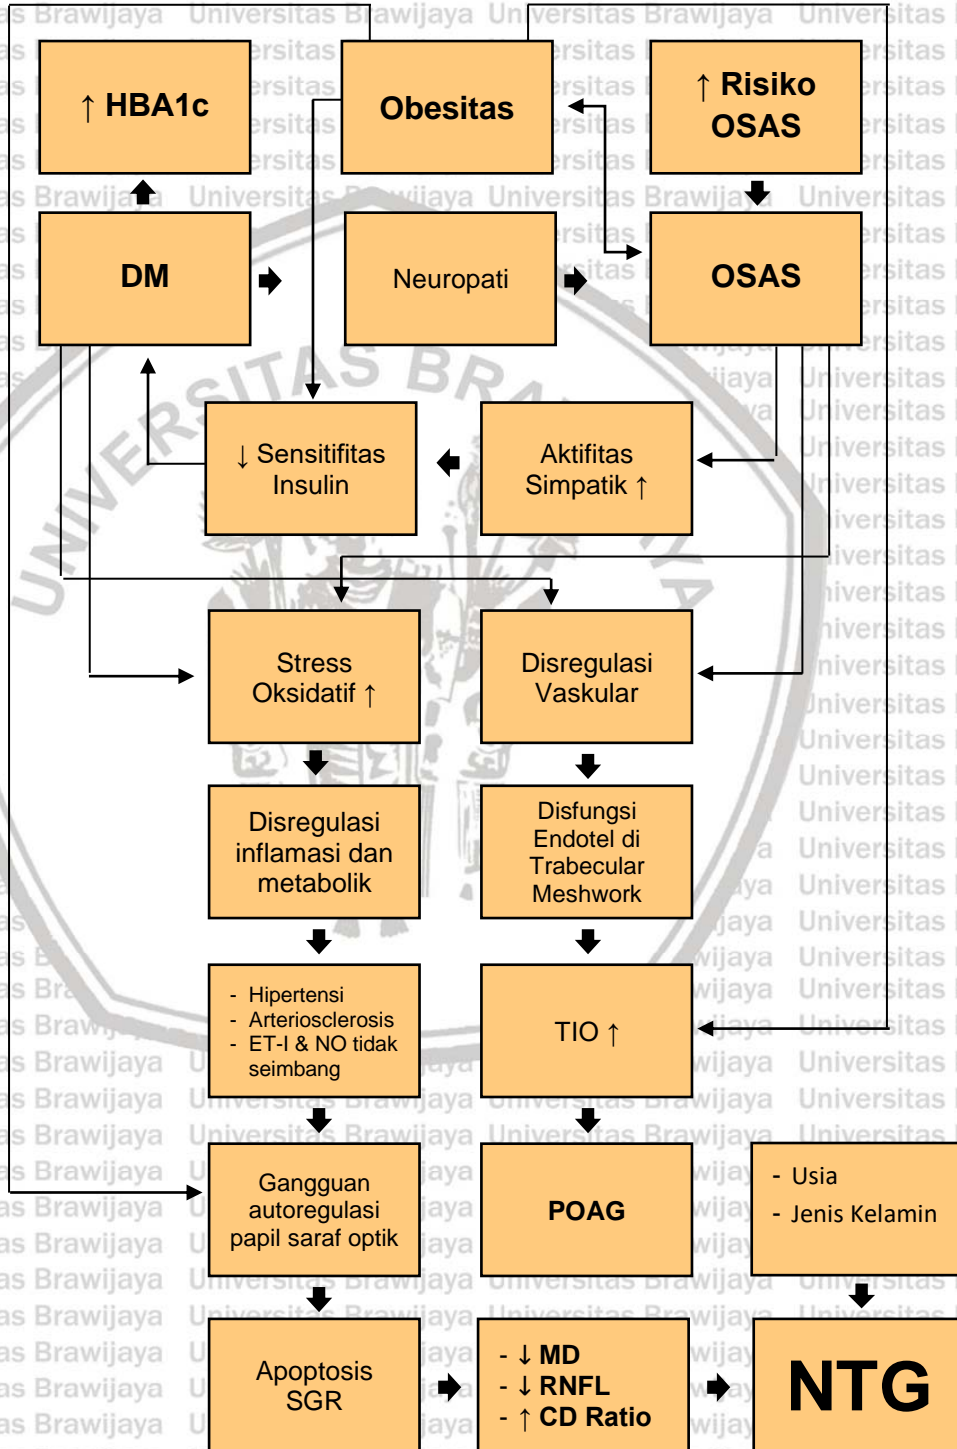 ↑ HBA1c
Obesitas
↑ Risiko
OSAS
DM
Neuropati
OSAS
↓ Sensitifitas
Insulin
Aktifitas
Simpatik ↑
Stress
Oksidatif ↑
Disregulasi
Vaskular
Disregulasi
inflamasi dan
metabolik
Disfungsi
Endotel di
Trabecular
Meshwork
- Hipertensi
- Arteriosclerosis
- ET-I & NO tidak
seimbang
TIO ↑
Gangguan
autoregulasi
papil saraf optik
POAG
- Usia
- Jenis Kelamin
Apoptosis
SGR
- ↓ MD
- ↓ RNFL
- ↑ CD Ratio
NTG
UNIVERSITAS BRAWIJAYA